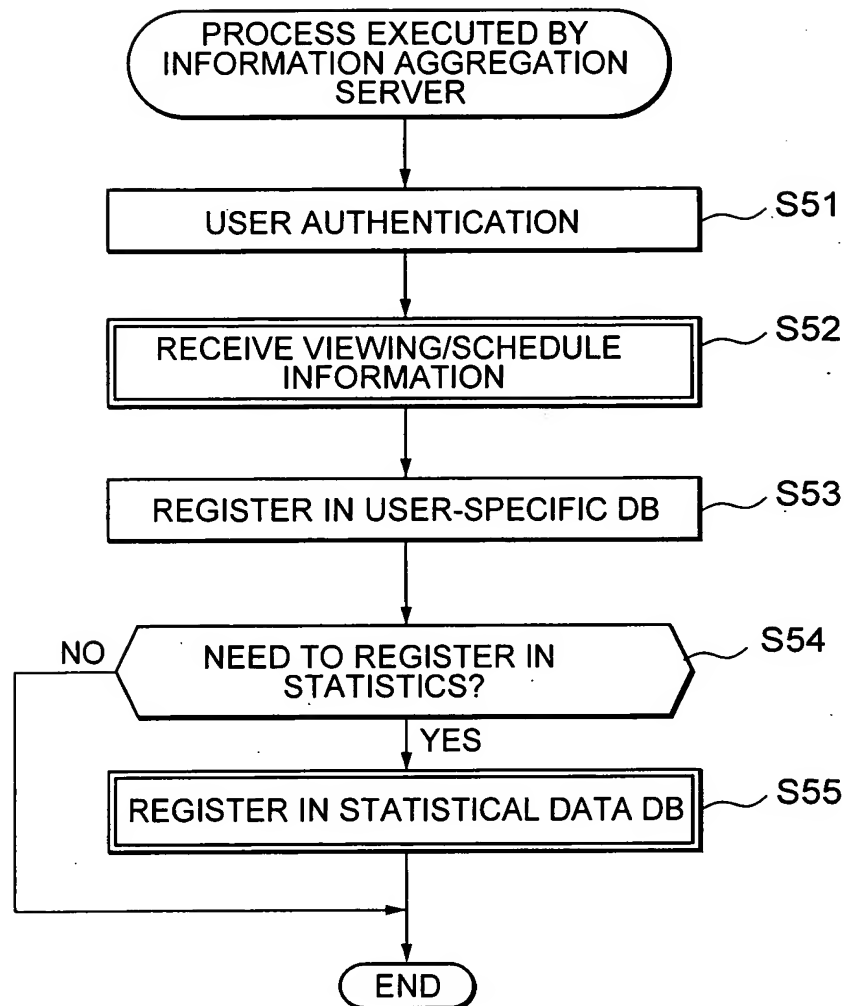 PROCESS EXECUTED BY
INFORMATION AGGREGATION
SERVER
USER AUTHENTICATION
S51
RECEIVE VIEWING/SCHEDULE
INFORMATION
S52
REGISTER IN USER-SPECIFIC DB
S53
NO
NEED TO REGISTER IN
STATISTICS?
S54
YES
REGISTER IN STATISTICAL DATA DB
S55
END